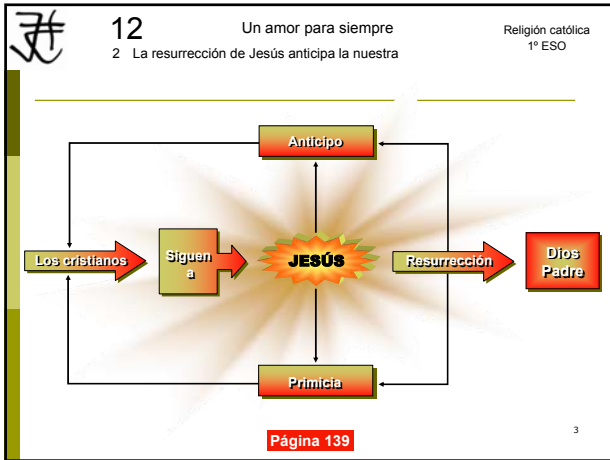 12
Un amor para siempre
Religión católica
1º ESO
2 La resurrección de Jesús anticipa la nuestra
Anticipo
Los cristianos
Siguen
a
JESÚS
Resurrección
Dios
Padre
Primicia
Página 139
3